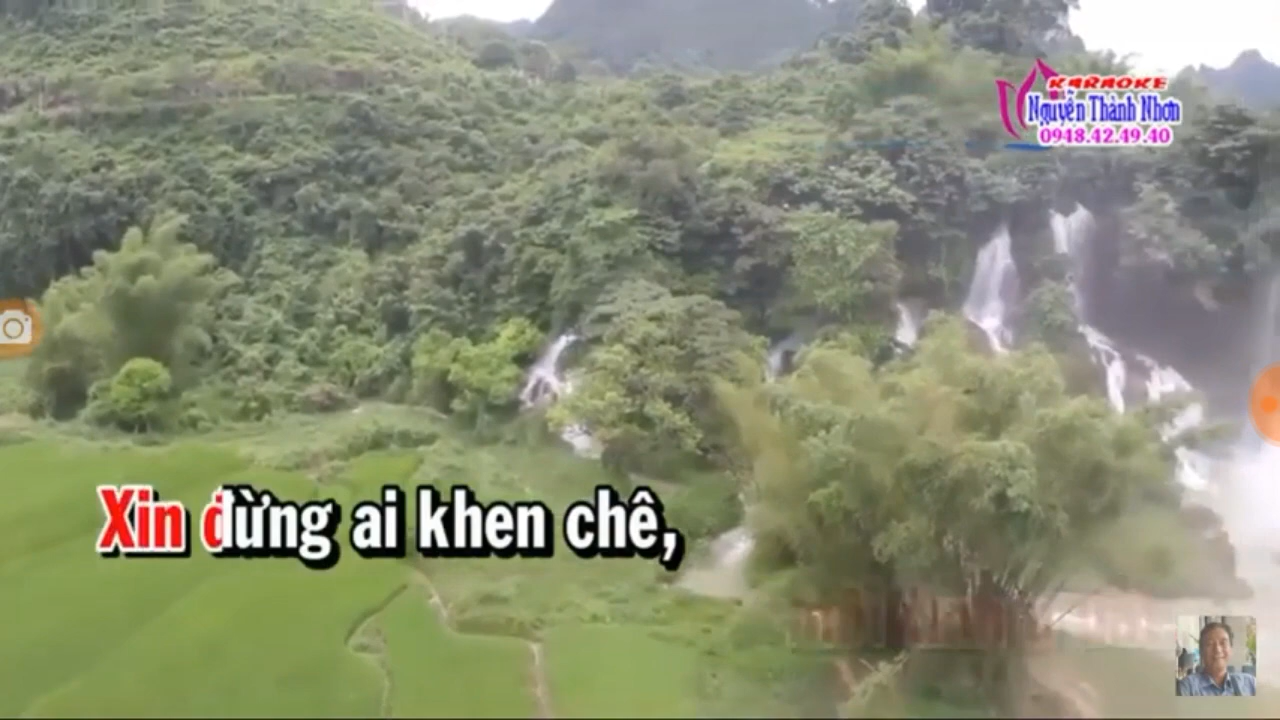 KARAOKE
Nguyễn Thành Nhơn
0948.42.49.40
Xin đừng ai khen chê,